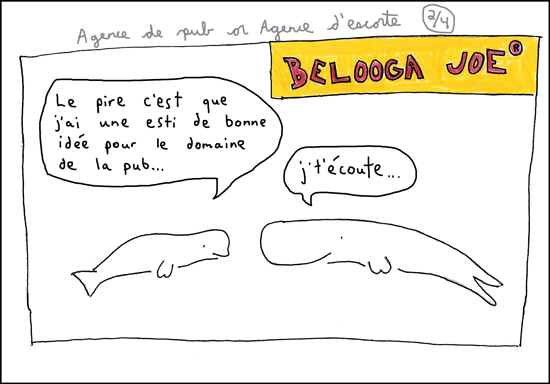 Agence de pub or Agence d'escorte 2/4
BELOOGA JOE®
Le pire c'est que
j'ai une esti de bonne
idée pour le domaine
de la pub...
j't'écoute...